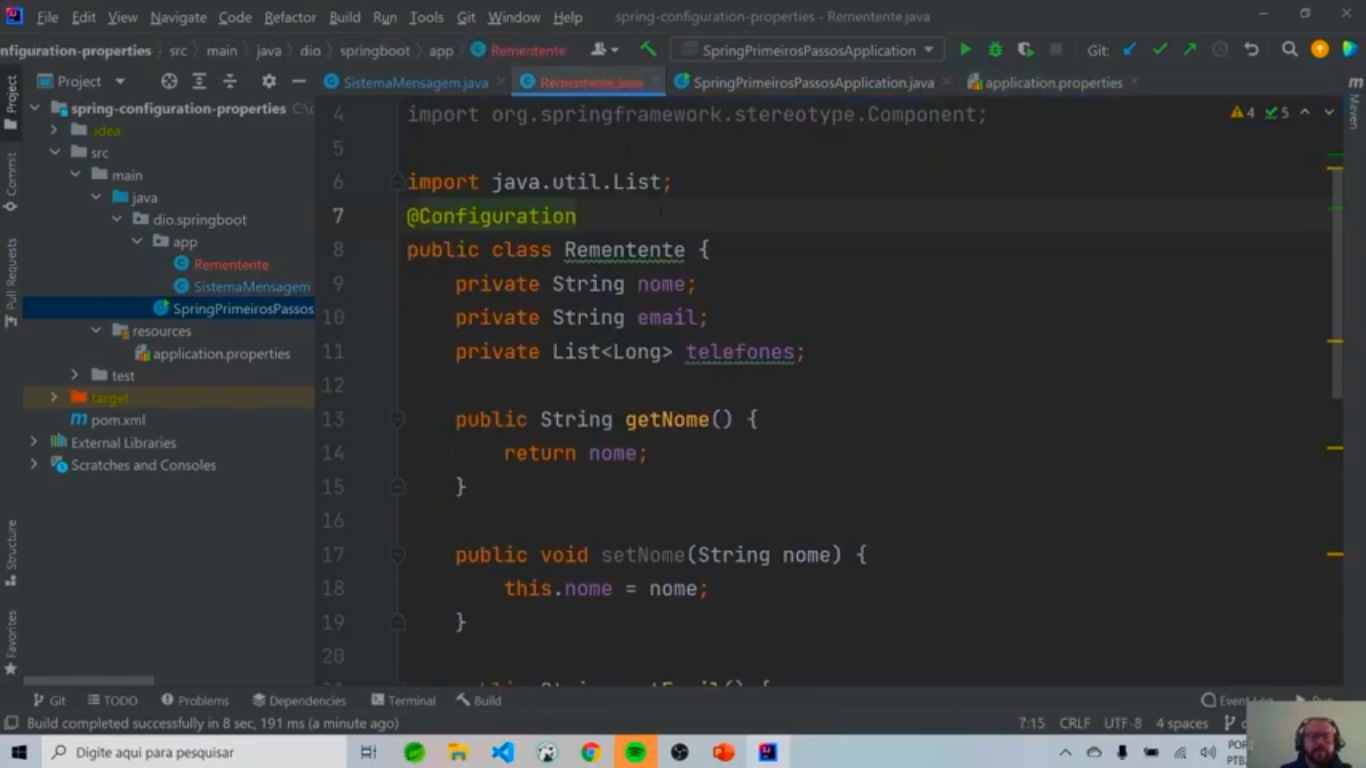 File Edit View Navigate Code Refactor Build Run Tools Git Window Help spring-configuration-properties - Rementente.java
nfiguration-properties src main java dio springboot app Rementente SpringPrimeirosPassosApplication Git:
Project SistemaMensagem.java Rementente.java SpringPrimeirosPassosApplication.java application.properties
spring-configuration-properties C:\
.idea
src
main
java
dio.springboot
app
Rementente
SistemaMensagem
SpringPrimeirosPassos
resources
application.properties
test
target
pom.xml
External Libraries
Scratches and Consoles
Project
Commit
Pull Requests
Structure
Favorites
4 import org.springframework.stereotype.Component;
5
6 import java.util.List;
7 @Configuration
8 public class Rementente {
9 private String nome;
10 private String email;
11 private List<Long> telefones;
12
13 public String getNome() {
14 return nome;
15 }
16
17 public void setNome(String nome) {
18 this.nome = nome;
19 }
20
4 5
Maven
Git TODO Problems Dependencies Terminal Build Event Log Run
Build completed successfully in 8 sec, 191 ms (a minute ago) 7:15 CRLF UTF-8 4 spaces
Digite aqui para pesquisar POR
PTB